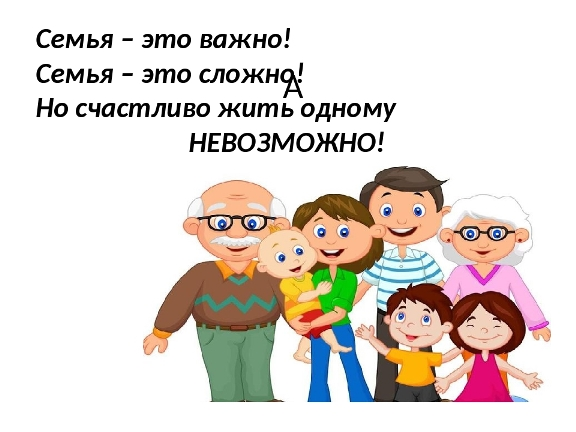 Семья – это важно!
Семья – это сложно!
А
Но счастливо жить одному
НЕВОЗМОЖНО!